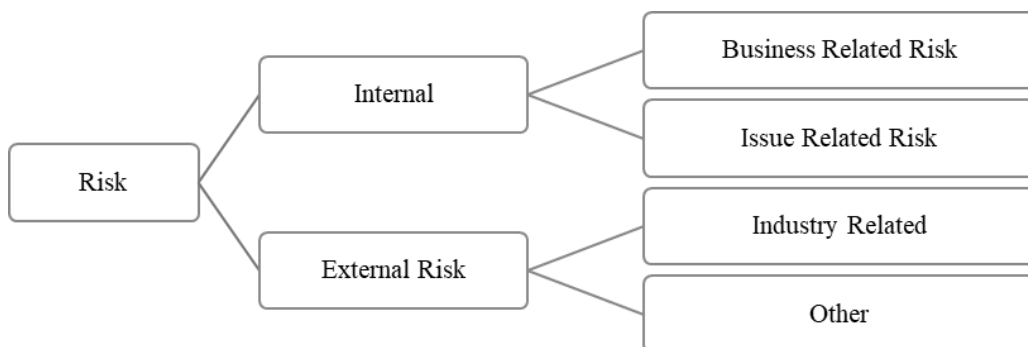 Risk
Internal
Business Related Risk
Issue Related Risk
External Risk
Industry Related
Other